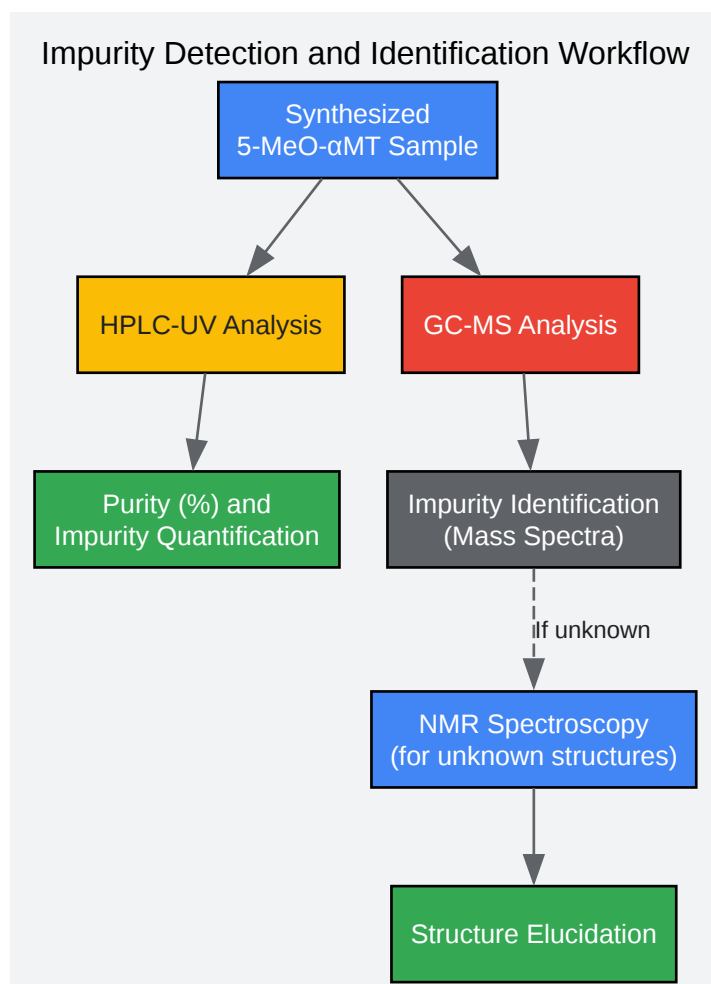 Impurity Detection and Identification Workflow
Synthesized
5-MeO-αMT Sample
HPLC-UV Analysis
GC-MS Analysis
Purity (%) and
Impurity Quantification
Impurity Identification
(Mass Spectra)
If unknown
NMR Spectroscopy
(for unknown structures)
Structure Elucidation